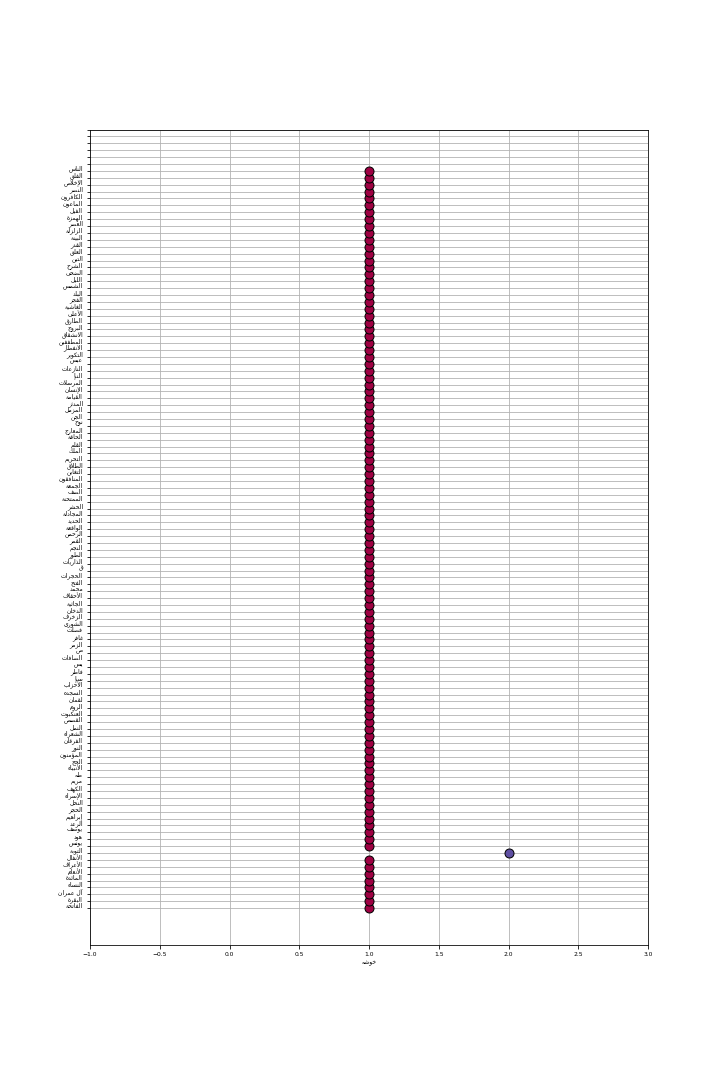 الناس
الفلق
الإخلاص
النصر
الكافرون
الماعون
الفيل
الهمزة
العصر
الزلزلة
البينة
القدر
العلق
التين
الشرح
الضحى
الليل
الشمس
البلد
الفجر
الغاشية
الأعلى
الطارق
البروج
الانشقاق
المطففين
الانفطار
التكوير
عبس
النازعات
النبأ
المرسلات
الإنسان
القيامة
المدثر
المزمل
الجن
نوح
المعارج
الحاقة
القلم
الملك
التحريم
الطلاق
التغابن
المنافقون
الجمعة
الصف
الممتحنة
الحشر
المجادلة
الحديد
الواقعة
الرحمن
القمر
النجم
الطور
الذاريات
ق
الحجرات
الفتح
محمد
الأحقاف
الجاثية
الدخان
الزخرف
الشورى
فصلت
غافر
الزمر
ص
الصافات
يس
فاطر
سبأ
الأحزاب
السجدة
لقمان
الروم
العنكبوت
القصص
النمل
الشعراء
الفرقان
النور
المؤمنون
الحج
الأنبياء
طه
مريم
الكهف
الإسراء
النحل
الحجر
إبراهيم
الرعد
يوسف
هود
يونس
التوبة
الأنفال
الأعراف
الأنعام
المائدة
النساء
آل عمران
البقرة
الفاتحة
−1.0 −0.5 0.0 0.5 1.0 1.5 2.0 2.5 3.0
خوشه